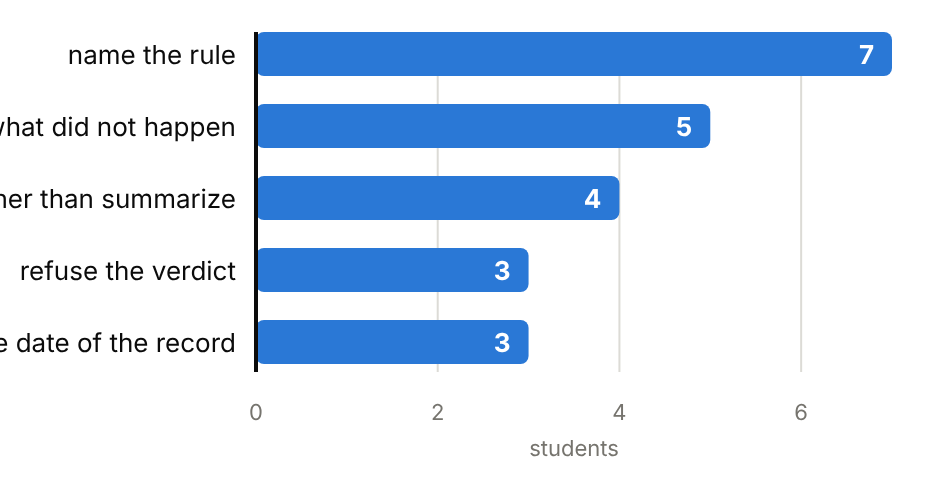 name the rule 7
what did not happen 5
than summarize 4
refuse the verdict 3
date of the record 3
0 2 4 6
students